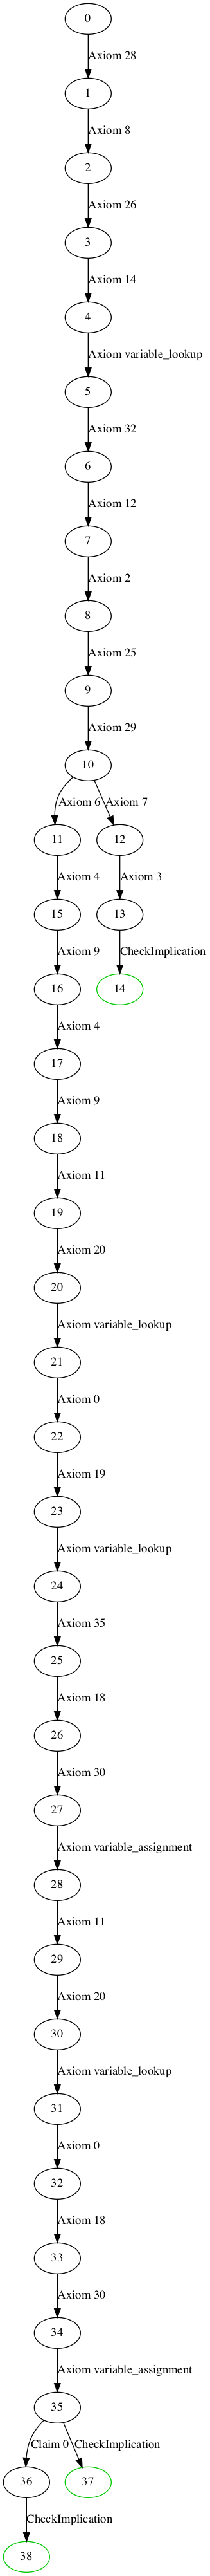 0
Axiom 28
1
Axiom 8
2
Axiom 26
3
Axiom 14
4
Axiom variable_lookup
5
Axiom 32
6
Axiom 12
7
Axiom 2
8
Axiom 25
9
Axiom 29
10
Axiom 6 Axiom 7
11 12
Axiom 4 Axiom 3
15 13
Axiom 9 CheckImplication
16 14
Axiom 4
17
Axiom 9
18
Axiom 11
19
Axiom 20
20
Axiom variable_lookup
21
Axiom 0
22
Axiom 19
23
Axiom variable_lookup
24
Axiom 35
25
Axiom 18
26
Axiom 30
27
Axiom variable_assignment
28
Axiom 11
29
Axiom 20
30
Axiom variable_lookup
31
Axiom 0
32
Axiom 18
33
Axiom 30
34
Axiom variable_assignment
35
Claim 0 CheckImplication
36 37
CheckImplication
38